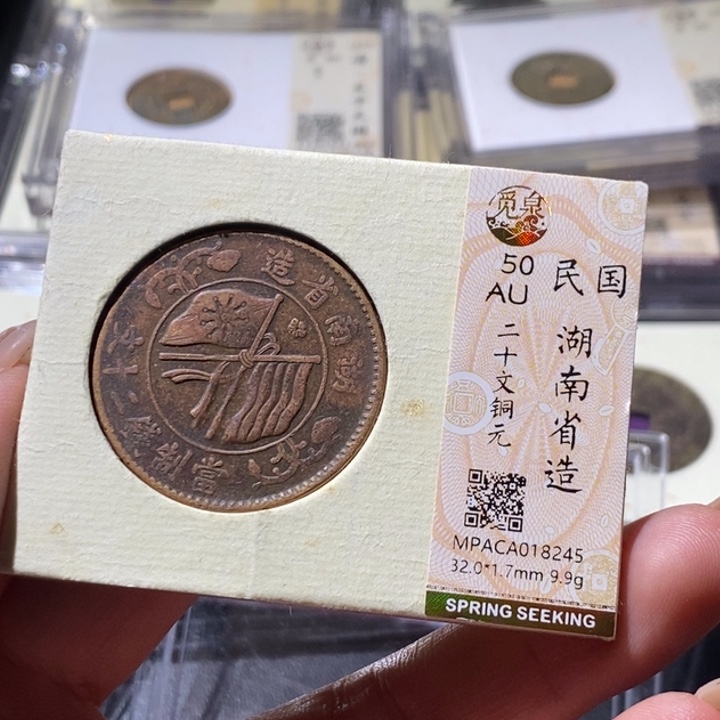 湖南省造
當制錢二十文
觅泉
50
AU
民国
湖南省造
二十文铜元
MPACA018245
32.0*1.7mm 9.9g
SPRING SEEKING